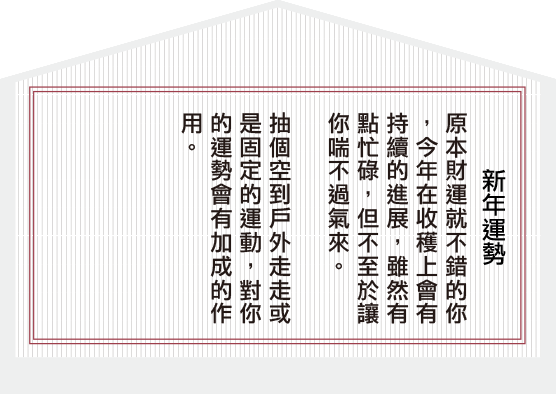 新年運勢
原本財運就不錯的你
，今年在收穫上會有
持續的進展，雖然有
點忙碌，但不至於讓
你喘不過氣來。
抽個空到戶外走走或
是固定的運動，對你
的運勢會有加成的作
用。